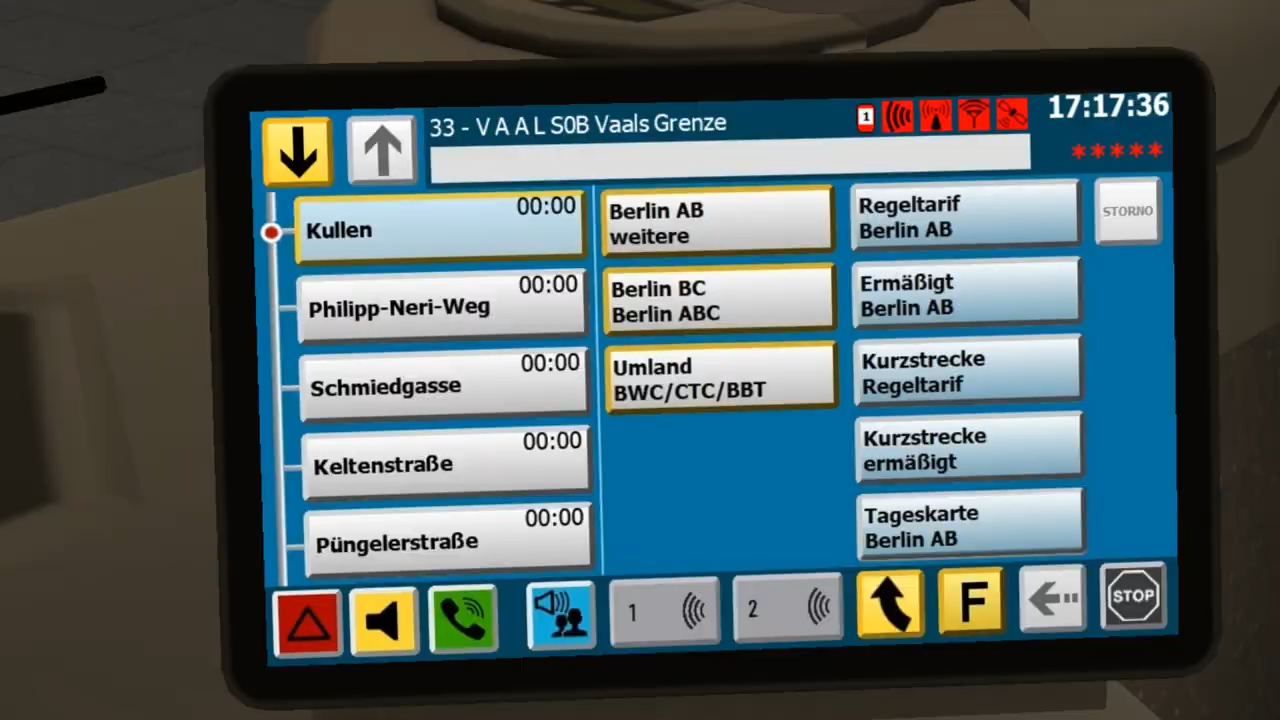 33 - V A A L S0B Vaals Grenze
1
17:17:36
*****
Kullen
00:00
Philipp-Neri-Weg
00:00
Schmiedgasse
00:00
Keltenstraße
00:00
Püngelerstraße
00:00
Berlin AB
weitere
Berlin BC
Berlin ABC
Umland
BWC/CTC/BBT
Regeltarif
Berlin AB
Ermäßigt
Berlin AB
Kurzstrecke
Regeltarif
Kurzstrecke
ermäßigt
Tageskarte
Berlin AB
STORNO
1
2
F
STOP